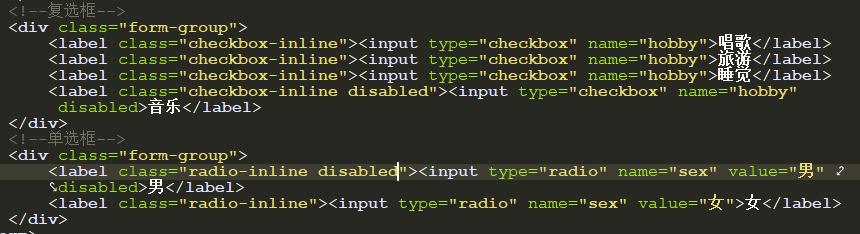 <!--复选框-->
<div class="form-group">
<label class="checkbox-inline"><input type="checkbox" name="hobby">唱歌</label>
<label class="checkbox-inline"><input type="checkbox" name="hobby">旅游</label>
<label class="checkbox-inline"><input type="checkbox" name="hobby">睡觉</label>
<label class="checkbox-inline disabled"><input type="checkbox" name="hobby"
disabled>音乐</label>
</div>
<!--单选框-->
<div class="form-group">
<label class="radio-inline disabled"><input type="radio" name="sex" value="男"
disabled>男</label>
<label class="radio-inline"><input type="radio" name="sex" value="女">女</label>
</div>